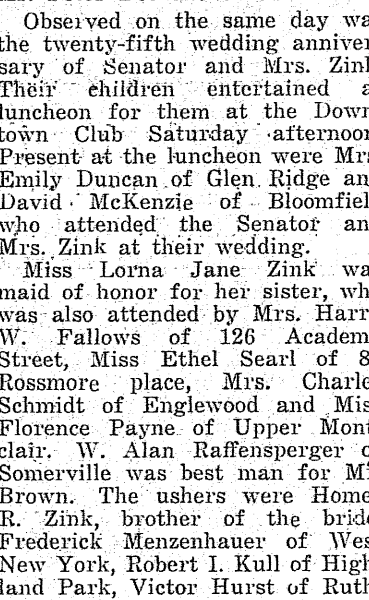 Observed on the same day wa
the twenty-fifth wedding anniver
sary of Senator and Mrs. Zink
Their children entertained a
luncheon for them at the Down
town Club Saturday afternoon
Present at the luncheon were Mrs
Emily Duncan of Glen Ridge an
David McKenzie of Bloomfiel
who attended the Senator an
Mrs. Zink at their wedding.
Miss Lorna Jane Zink wa
maid of honor for her sister, wh
was also attended by Mrs. Harr
W. Fallows of 126 Academ
Street, Miss Ethel Searl of 8
Rossmore place, Mrs. Charle
Schmidt of Englewood and Mis
Florence Payne of Upper Mont
clair. W. Alan Raffensperger o
Somerville was best man for M
Brown. The ushers were Home
R. Zink, brother of the brid
Frederick Menzenhauer of Wes
New York, Robert I. Kull of High
land Park, Victor Hurst of Ruth